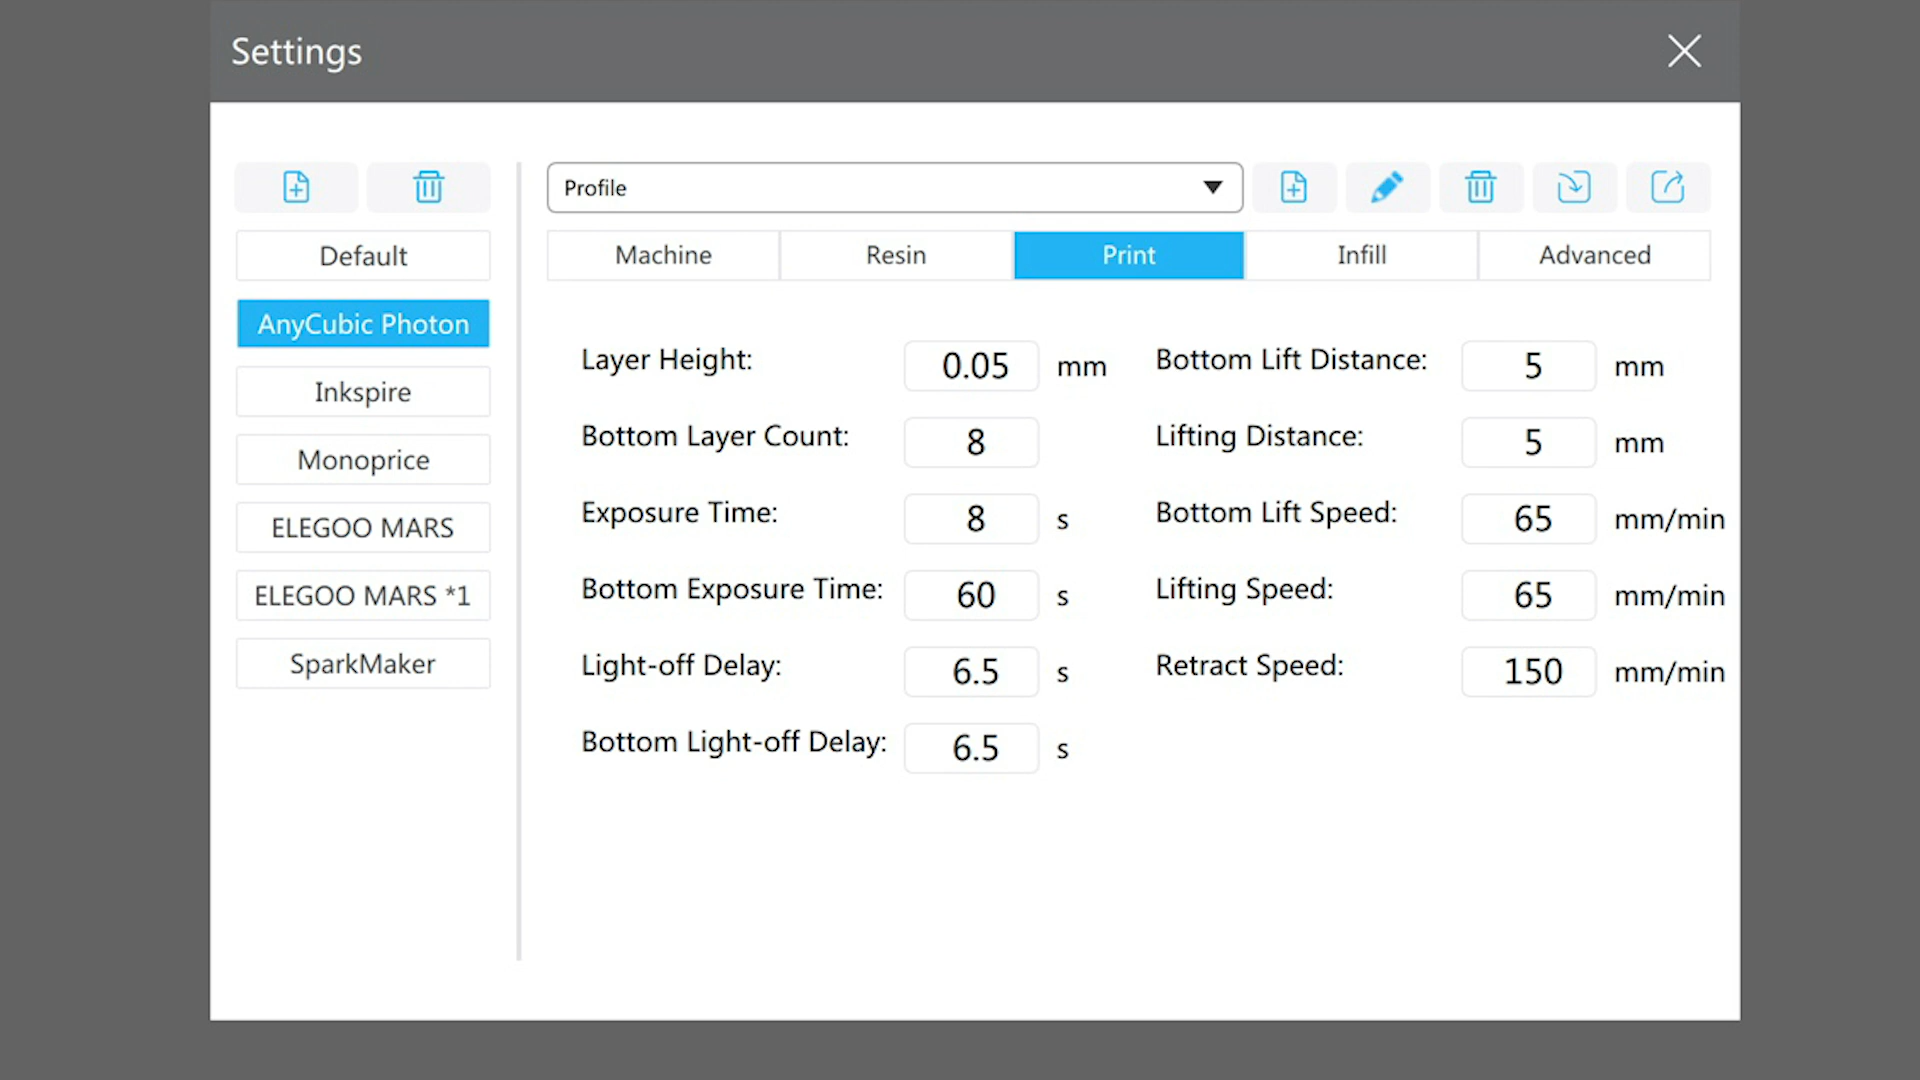 Settings
Profile
Default
AnyCubic Photon
Inkspire
Monoprice
ELEGOO MARS
ELEGOO MARS *1
SparkMaker
Machine Resin Print Infill Advanced
Layer Height: 0.05 mm
Bottom Layer Count: 8
Exposure Time: 8 s
Bottom Exposure Time: 60 s
Light-off Delay: 6.5 s
Bottom Light-off Delay: 6.5 s
Bottom Lift Distance: 5 mm
Lifting Distance: 5 mm
Bottom Lift Speed: 65 mm/min
Lifting Speed: 65 mm/min
Retract Speed: 150 mm/min